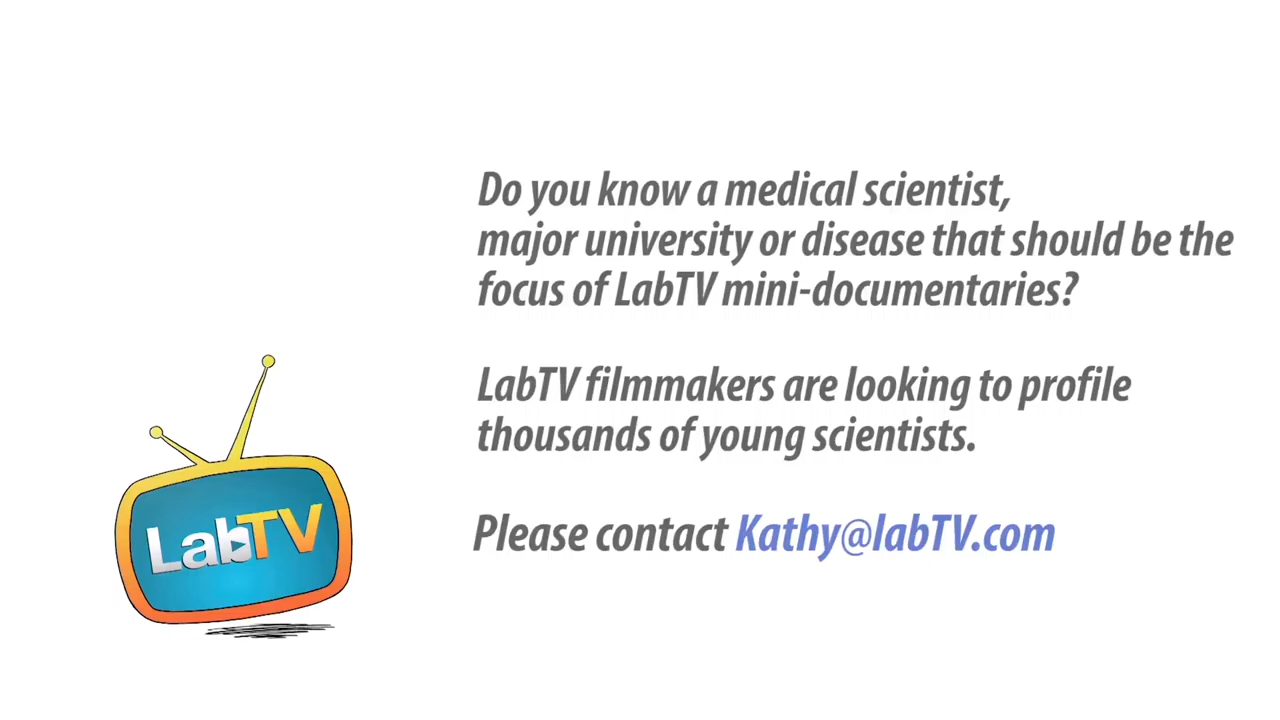 Do you know a medical scientist,
major university or disease that should be the
focus of LabTV mini-documentaries?
LabTV filmmakers are looking to profile
thousands of young scientists.
LabTV
Please contact Kathy@labTV.com